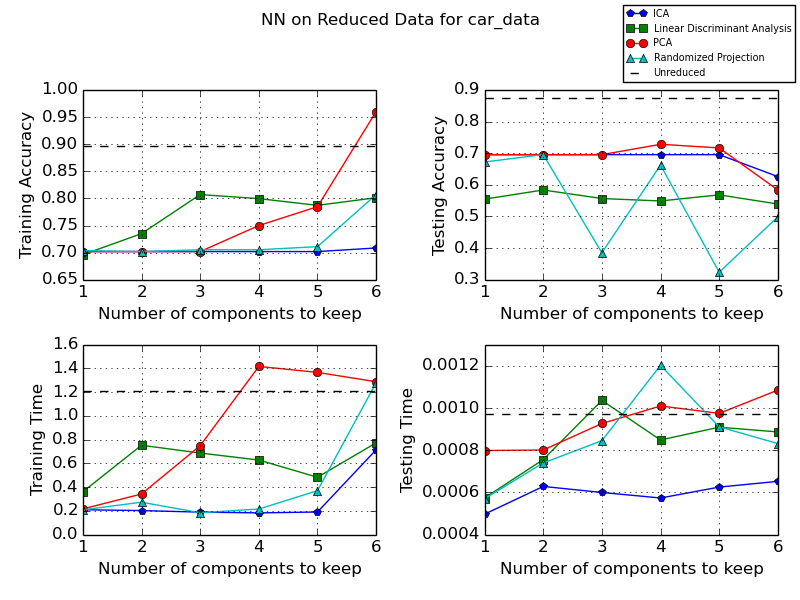 NN on Reduced Data for car_data
ICA
Linear Discriminant Analysis
PCA
Randomized Projection
Unreduced
1.00
0.95
0.90
0.85
0.80
0.75
0.70
0.65
Training Accuracy
1 2 3 4 5 6
Number of components to keep
0.9
0.8
0.7
0.6
0.5
0.4
0.3
Testing Accuracy
1 2 3 4 5 6
Number of components to keep
1.6
1.4
1.2
1.0
0.8
0.6
0.4
0.2
0.0
Training Time
1 2 3 4 5 6
Number of components to keep
0.0012
0.0010
0.0008
0.0006
0.0004
Testing Time
1 2 3 4 5 6
Number of components to keep